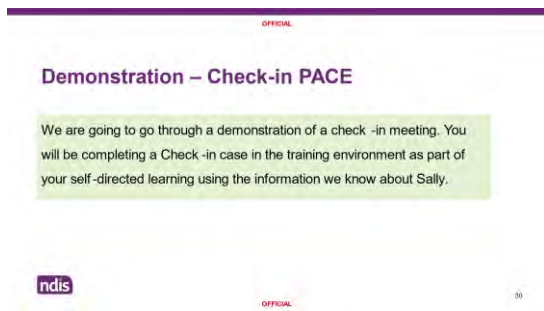 OFFICIAL
Demonstration – Check-in PACE
We are going to go through a demonstration of a check -in meeting. You
will be completing a Check -in case in the training environment as part of
your self-directed learning using the information we know about Sally.
ndis
30
OFFICIAL